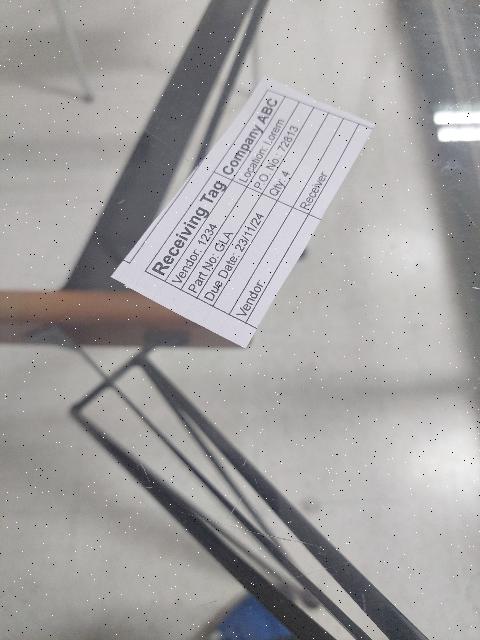 Receiving Tag Company ABC
Vendor: 1234 Location: Lorem
Part No: GLA P.O. No: 72813
Due Date: 23/11/24 Qty: 4
Vendor: Receiver